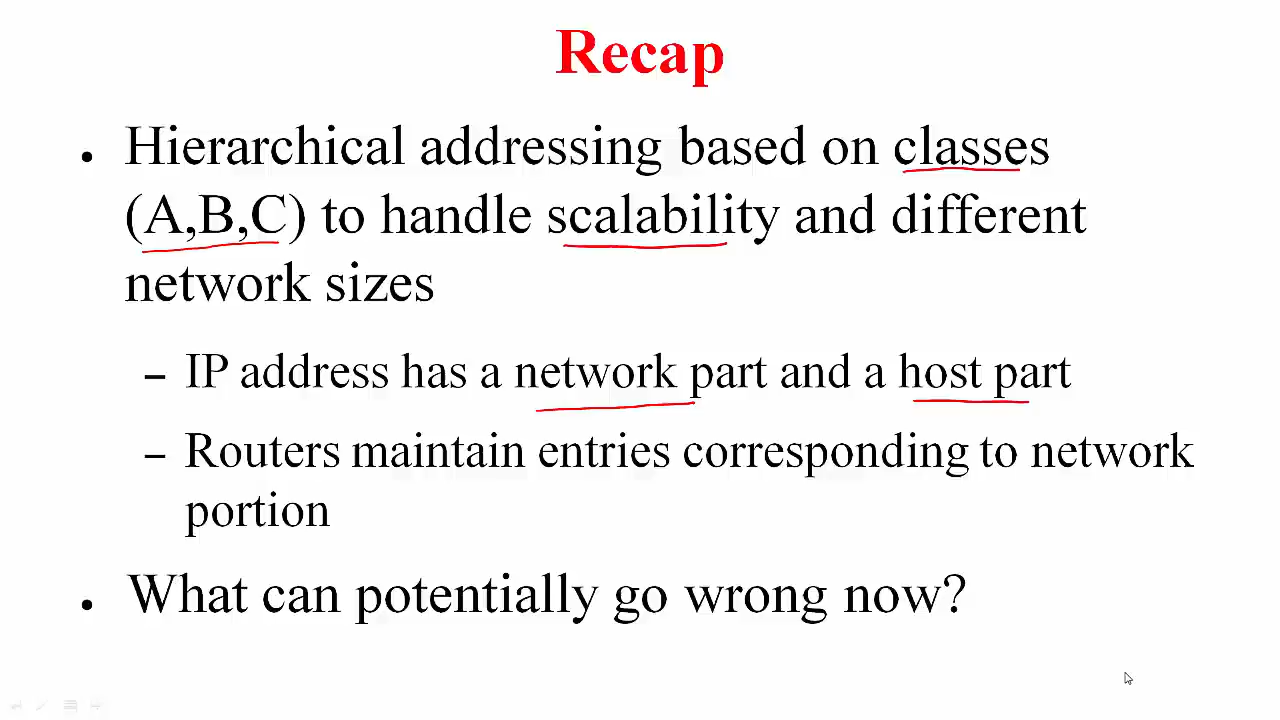 Recap
• Hierarchical addressing based on classes
(A,B,C) to handle scalability and different
network sizes
– IP address has a network part and a host part
– Routers maintain entries corresponding to network
portion
• What can potentially go wrong now?